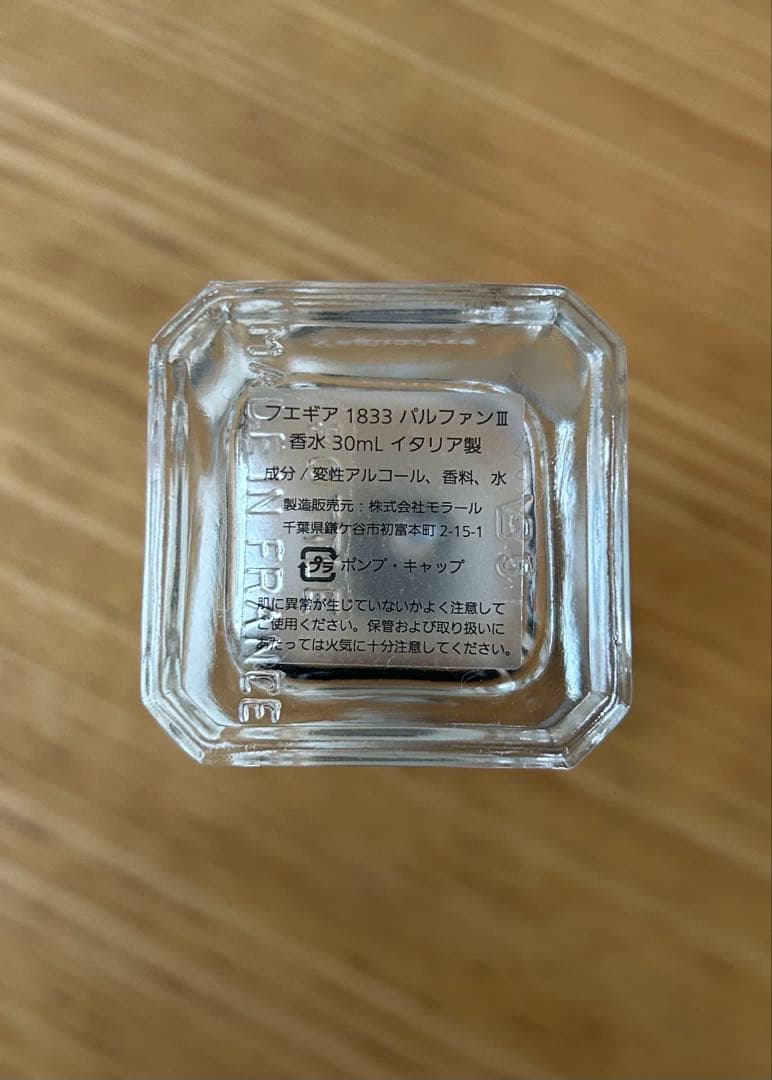 フエギア 1833 パルファンⅢ
香水 30mL イタリア製
成分 / 変性アルコール、香料、水
製造販売元：株式会社モラール
千葉県鎌ケ谷市初富本町 2-15-1
プラ ポンプ・キャップ
肌に異常が生じていないかよく注意して
ご使用ください。保管および取り扱いに
あたっては火気に十分注意してください。
MADE IN FRANCE